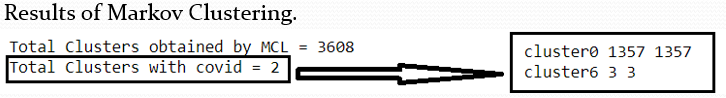 Results of Markov Clustering.
Total Clusters obtained by MCL = 3608
Total Clusters with covid = 2
cluster0 1357 1357
cluster6 3 3